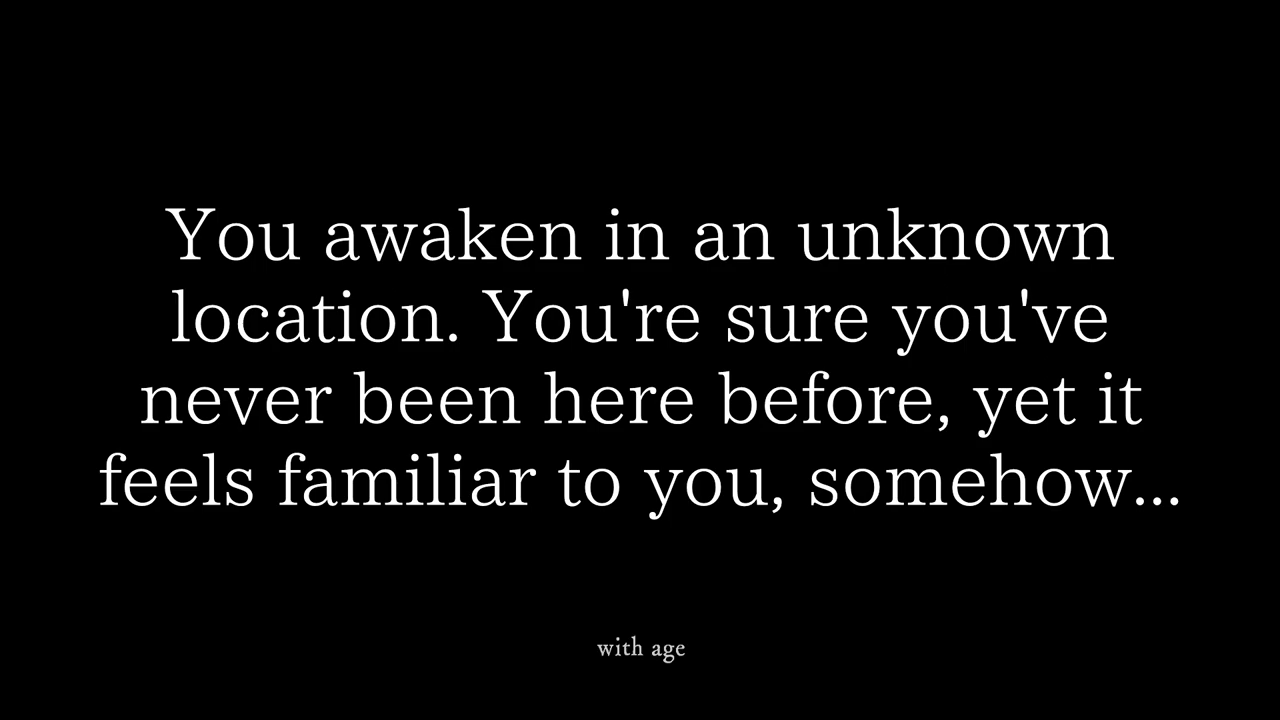 You awaken in an unknown
location. You're sure you've
never been here before, yet it
feels familiar to you, somehow...
with age